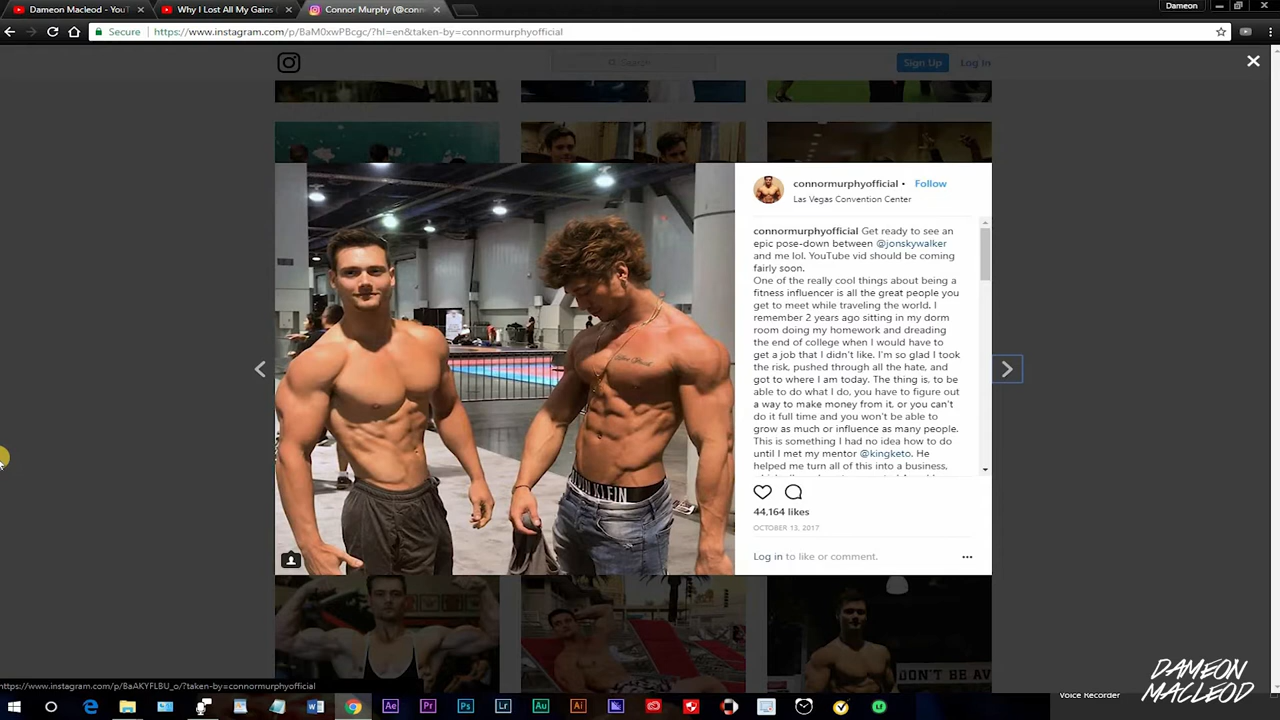 Dameon Macleod - YouT
Why I Lost All My Gains
Connor Murphy (@conn
Dameon
Secure
https://www.instagram.com/p/BaM0xwPBcgc/?hl=en&taken-by=connormurphyofficial
Search
Sign Up
Log In
connormurphyofficial • Follow
Las Vegas Convention Center
connormurphyofficial Get ready to see an
epic pose-down between @jonskywalker
and me lol. YouTube vid should be coming
fairly soon.
One of the really cool things about being a
fitness influencer is all the great people you
get to meet while traveling the world. I
remember 2 years ago sitting in my dorm
room doing my homework and dreading
the end of college when I would have to
get a job that I didn't like. I'm so glad I took
the risk, pushed through all the hate, and
got to where I am today. The thing is, to be
able to do what I do, you have to figure out
a way to make money from it, or you can't
do it full time and you won't be able to
grow as much or influence as many people.
This is something I had no idea how to do
until I met my mentor @kingketo. He
helped me turn all of this into a business,
44,164 likes
OCTOBER 13, 2017
Log in to like or comment.
KLEIN
DON'T BE AV
https://www.instagram.com/p/BaAKYFLBU_o/?taken-by=connormurphyofficial
DAMEON
MACLEOD
Voice Recorder
Ae
Pr
Ps
Lr
Au
Ai